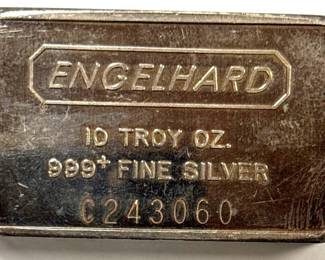 ENGELHARD
10 TROY OZ.
999+ FINE SILVER
C243060